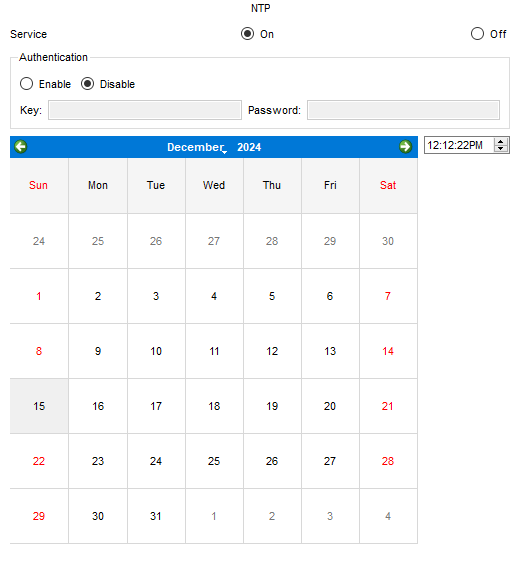 NTP
Service On Off
Authentication
Enable Disable
Key: Password:
December, 2024 12:12:22PM
Sun Mon Tue Wed Thu Fri Sat
24 25 26 27 28 29 30
1 2 3 4 5 6 7
8 9 10 11 12 13 14
15 16 17 18 19 20 21
22 23 24 25 26 27 28
29 30 31 1 2 3 4